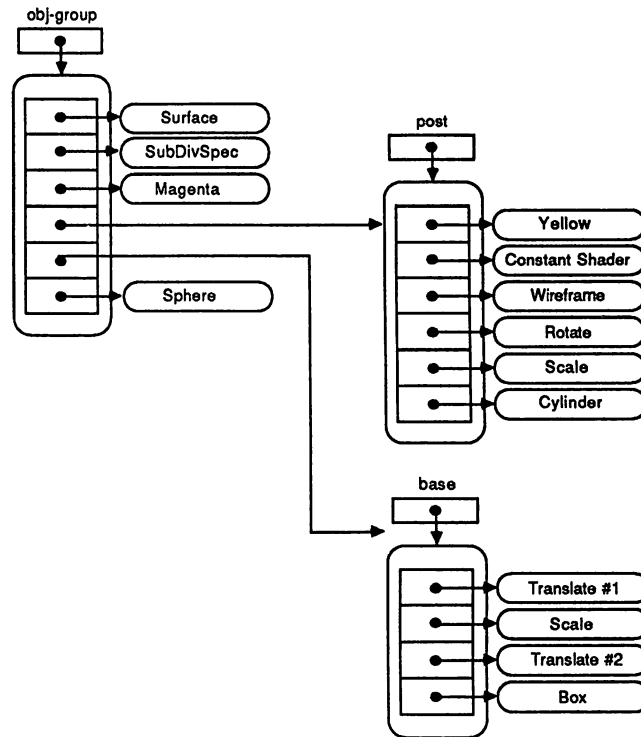 obj-group
Surface
SubDivSpec
Magenta
Sphere
post
Yellow
Constant Shader
Wireframe
Rotate
Scale
Cylinder
base
Translate #1
Scale
Translate #2
Box